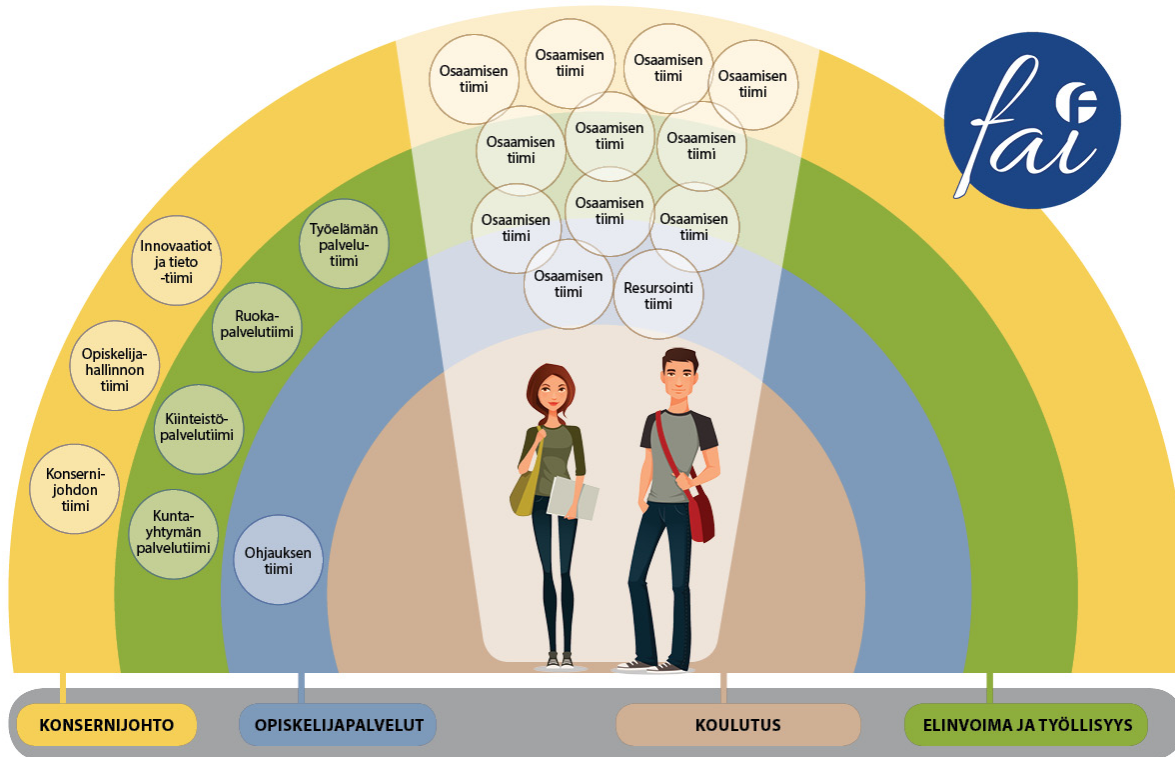 Osaamisen
tiimi
Osaamisen
tiimi
Osaamisen
tiimi
Osaamisen
tiimi
Osaamisen
tiimi
Osaamisen
tiimi
Osaamisen
tiimi
Osaamisen
tiimi
Osaamisen
tiimi
Osaamisen
tiimi
Osaamisen
tiimi
Resursointi
tiimi
fai
F
Työelämän
palvelu-
tiimi
Innovaatiot
ja tieto
-tiimi
Ruoka-
palvelutiimi
Opiskelija-
hallinnon
tiimi
Kiinteistö-
palvelutiimi
Konserni-
johdon
tiimi
Kunta-
yhtymän
palvelutiimi
Ohjauksen
tiimi
KONSERNIJOHTO
OPISKELIJAPALVELUT
KOULUTUS
ELINVOIMA JA TYÖLLISYYS